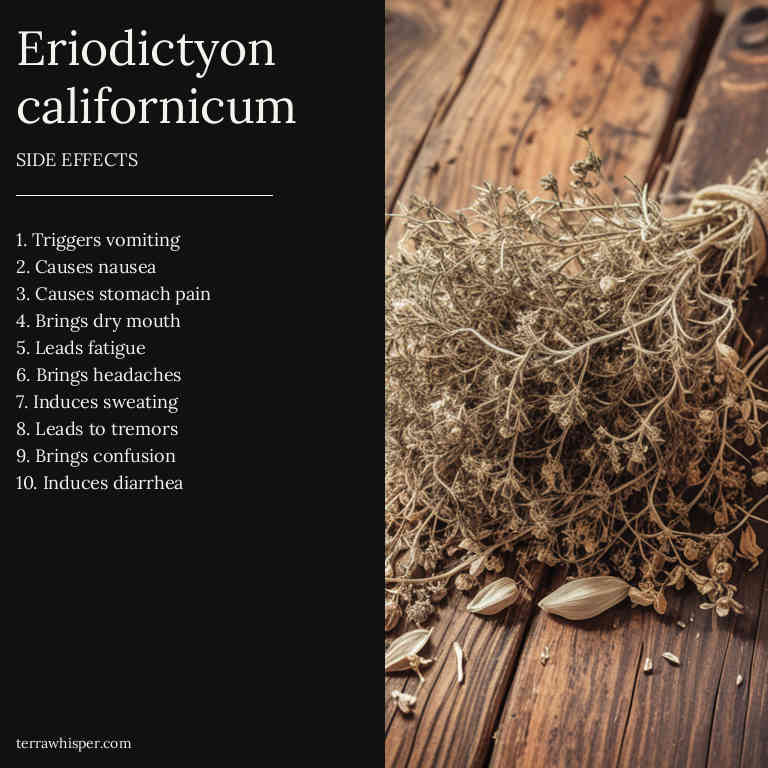 Eriodictyon
californicum
SIDE EFFECTS
1. Triggers vomiting
2. Causes nausea
3. Causes stomach pain
4. Brings dry mouth
5. Leads fatigue
6. Brings headaches
7. Induces sweating
8. Leads to tremors
9. Brings confusion
10. Induces diarrhea
terrawhisper.com